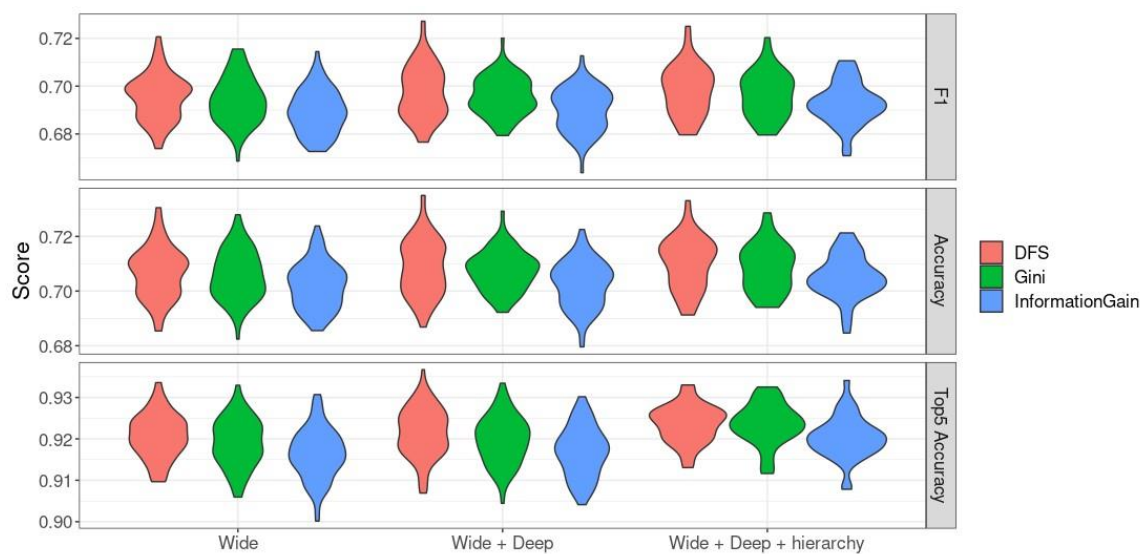 0.72
0.70
0.68
F1
0.72
0.70
0.68
Accuracy
0.93
0.92
0.91
0.90
Top5 Accuracy
Score
Wide
Wide + Deep
Wide + Deep + hierarchy
DFS
Gini
InformationGain